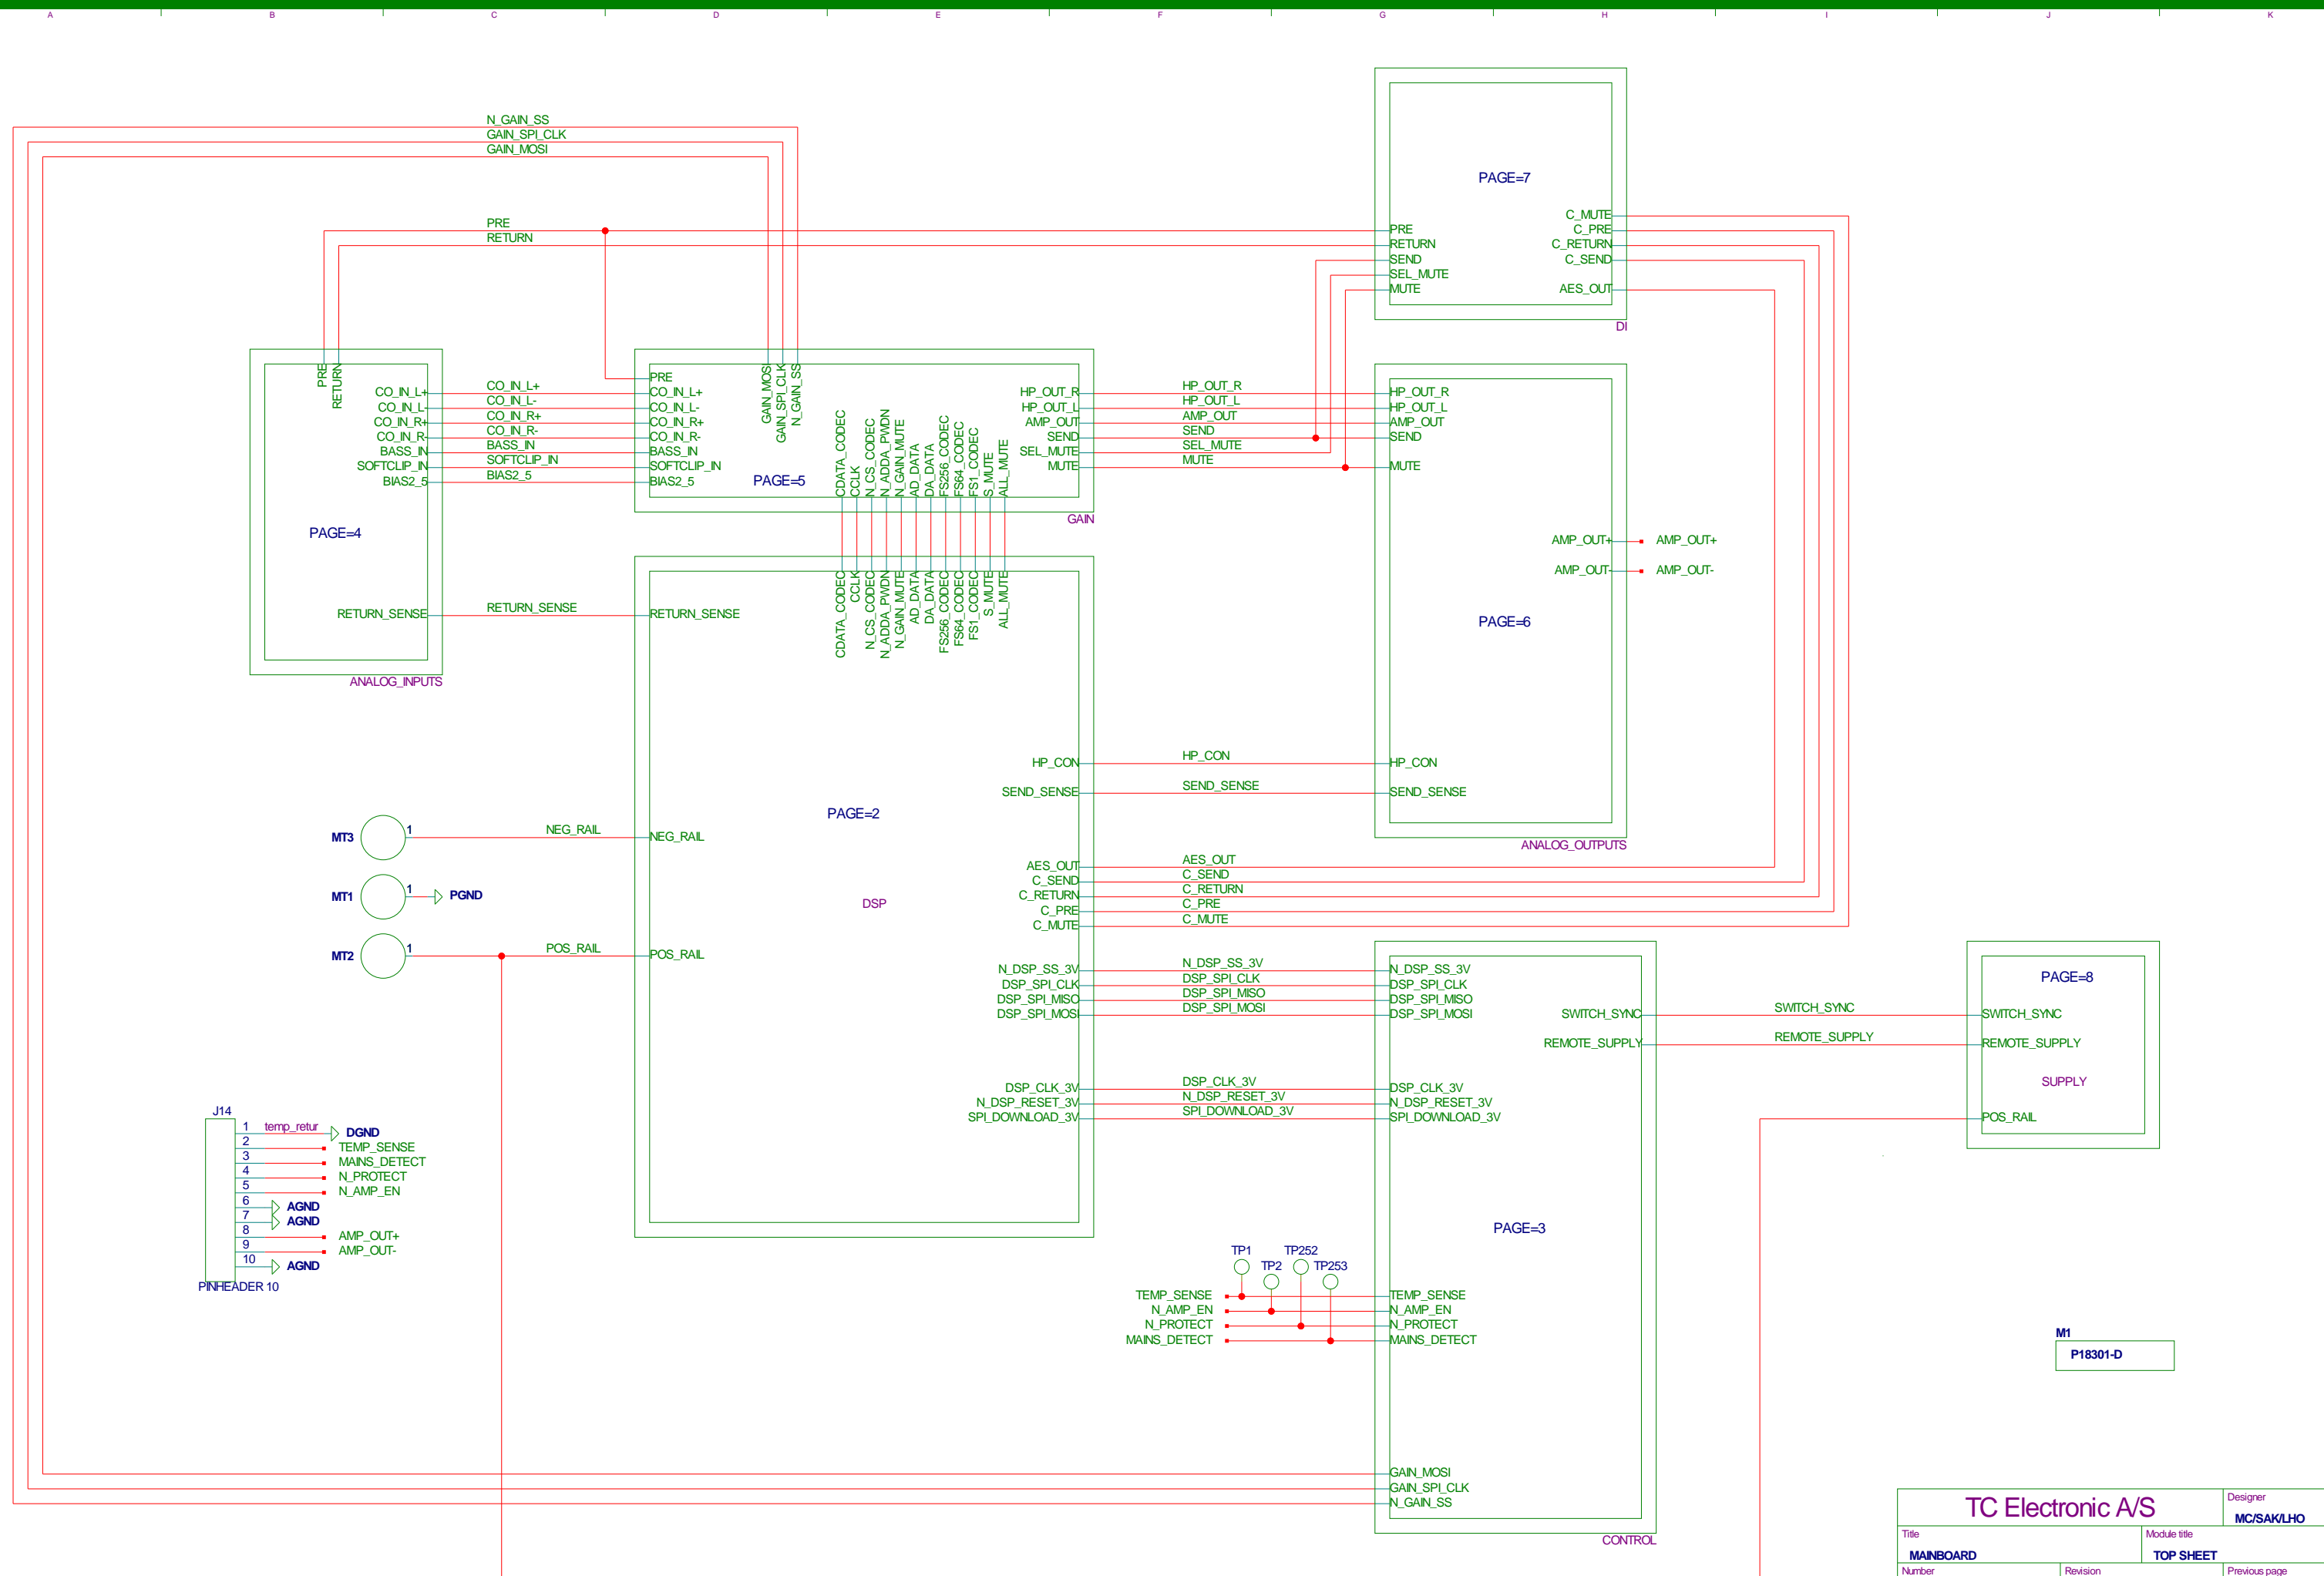 A B C D E F G H I J K
N_GAIN_SS
GAIN_SPI_CLK
GAIN_MOSI
PRE
RETURN
PAGE=7
PRE
RETURN
SEND
SEL_MUTE
MUTE
C_MUTE
C_PRE
C_RETURN
C_SEND
AES_OUT
DI
PRE
RETURN
CO_IN_L+
CO_IN_L-
CO_IN_R+
CO_IN_R-
BASS_IN
SOFTCLIP_IN
BIAS2_5
PAGE=4
RETURN_SENSE
ANALOG_INPUTS
CO_IN_L+
CO_IN_L-
CO_IN_R+
CO_IN_R-
BASS_IN
SOFTCLIP_IN
BIAS2_5
RETURN_SENSE
PRE
CO_IN_L+
CO_IN_L-
CO_IN_R+
CO_IN_R-
BASS_IN
SOFTCLIP_IN
BIAS2_5
GAIN_MOSI
GAIN_SPI_CLK
N_GAIN_SS
PAGE=5
CDATA_CODEC
CCLK
N_CS_CODEC
N_ADDA_PWDN
N_GAIN_MUTE
AD_DATA
DA_DATA
FS256_CODEC
FS64_CODEC
FS1_CODEC
S_MUTE
ALL_MUTE
HP_OUT_R
HP_OUT_L
AMP_OUT
SEND
SEL_MUTE
MUTE
GAIN
HP_OUT_R
HP_OUT_L
AMP_OUT
SEND
SEL_MUTE
MUTE
HP_OUT_R
HP_OUT_L
AMP_OUT
SEND
MUTE
AMP_OUT+
AMP_OUT-
AMP_OUT+
AMP_OUT-
PAGE=6
HP_CON
SEND_SENSE
ANALOG_OUTPUTS
CDATA_CODEC
CCLK
N_CS_CODEC
N_ADDA_PWDN
N_GAIN_MUTE
AD_DATA
DA_DATA
FS256_CODEC
FS64_CODEC
FS1_CODEC
S_MUTE
ALL_MUTE
RETURN_SENSE
PAGE=2
NEG_RAIL
DSP
POS_RAIL
HP_CON
SEND_SENSE
AES_OUT
C_SEND
C_RETURN
C_PRE
C_MUTE
N_DSP_SS_3V
DSP_SPI_CLK
DSP_SPI_MISO
DSP_SPI_MOSI
DSP_CLK_3V
N_DSP_RESET_3V
SPI_DOWNLOAD_3V
HP_CON
SEND_SENSE
AES_OUT
C_SEND
C_RETURN
C_PRE
C_MUTE
N_DSP_SS_3V
DSP_SPI_CLK
DSP_SPI_MISO
DSP_SPI_MOSI
DSP_CLK_3V
N_DSP_RESET_3V
SPI_DOWNLOAD_3V
MT3 1 NEG_RAIL
MT1 1 PGND
MT2 1 POS_RAIL
J14
1 temp_retur DGND
2 TEMP_SENSE
3 MAINS_DETECT
4 N_PROTECT
5 N_AMP_EN
6 AGND
7 AGND
8 AMP_OUT+
9 AMP_OUT-
10 AGND
PINHEADER 10
N_DSP_SS_3V
DSP_SPI_CLK
DSP_SPI_MISO
DSP_SPI_MOSI
SWITCH_SYNC
REMOTE_SUPPLY
DSP_CLK_3V
N_DSP_RESET_3V
SPI_DOWNLOAD_3V
PAGE=3
TP1
TP2
TP252
TP253
TEMP_SENSE
N_AMP_EN
N_PROTECT
MAINS_DETECT
TEMP_SENSE
N_AMP_EN
N_PROTECT
MAINS_DETECT
GAIN_MOSI
GAIN_SPI_CLK
N_GAIN_SS
CONTROL
SWITCH_SYNC
REMOTE_SUPPLY
PAGE=8
SWITCH_SYNC
REMOTE_SUPPLY
SUPPLY
POS_RAIL
M1
P18301-D
TC Electronic A/S
Designer
MC/SAK/LHO
Title
MAINBOARD
Module title
TOP SHEET
Number
Revision
Previous page